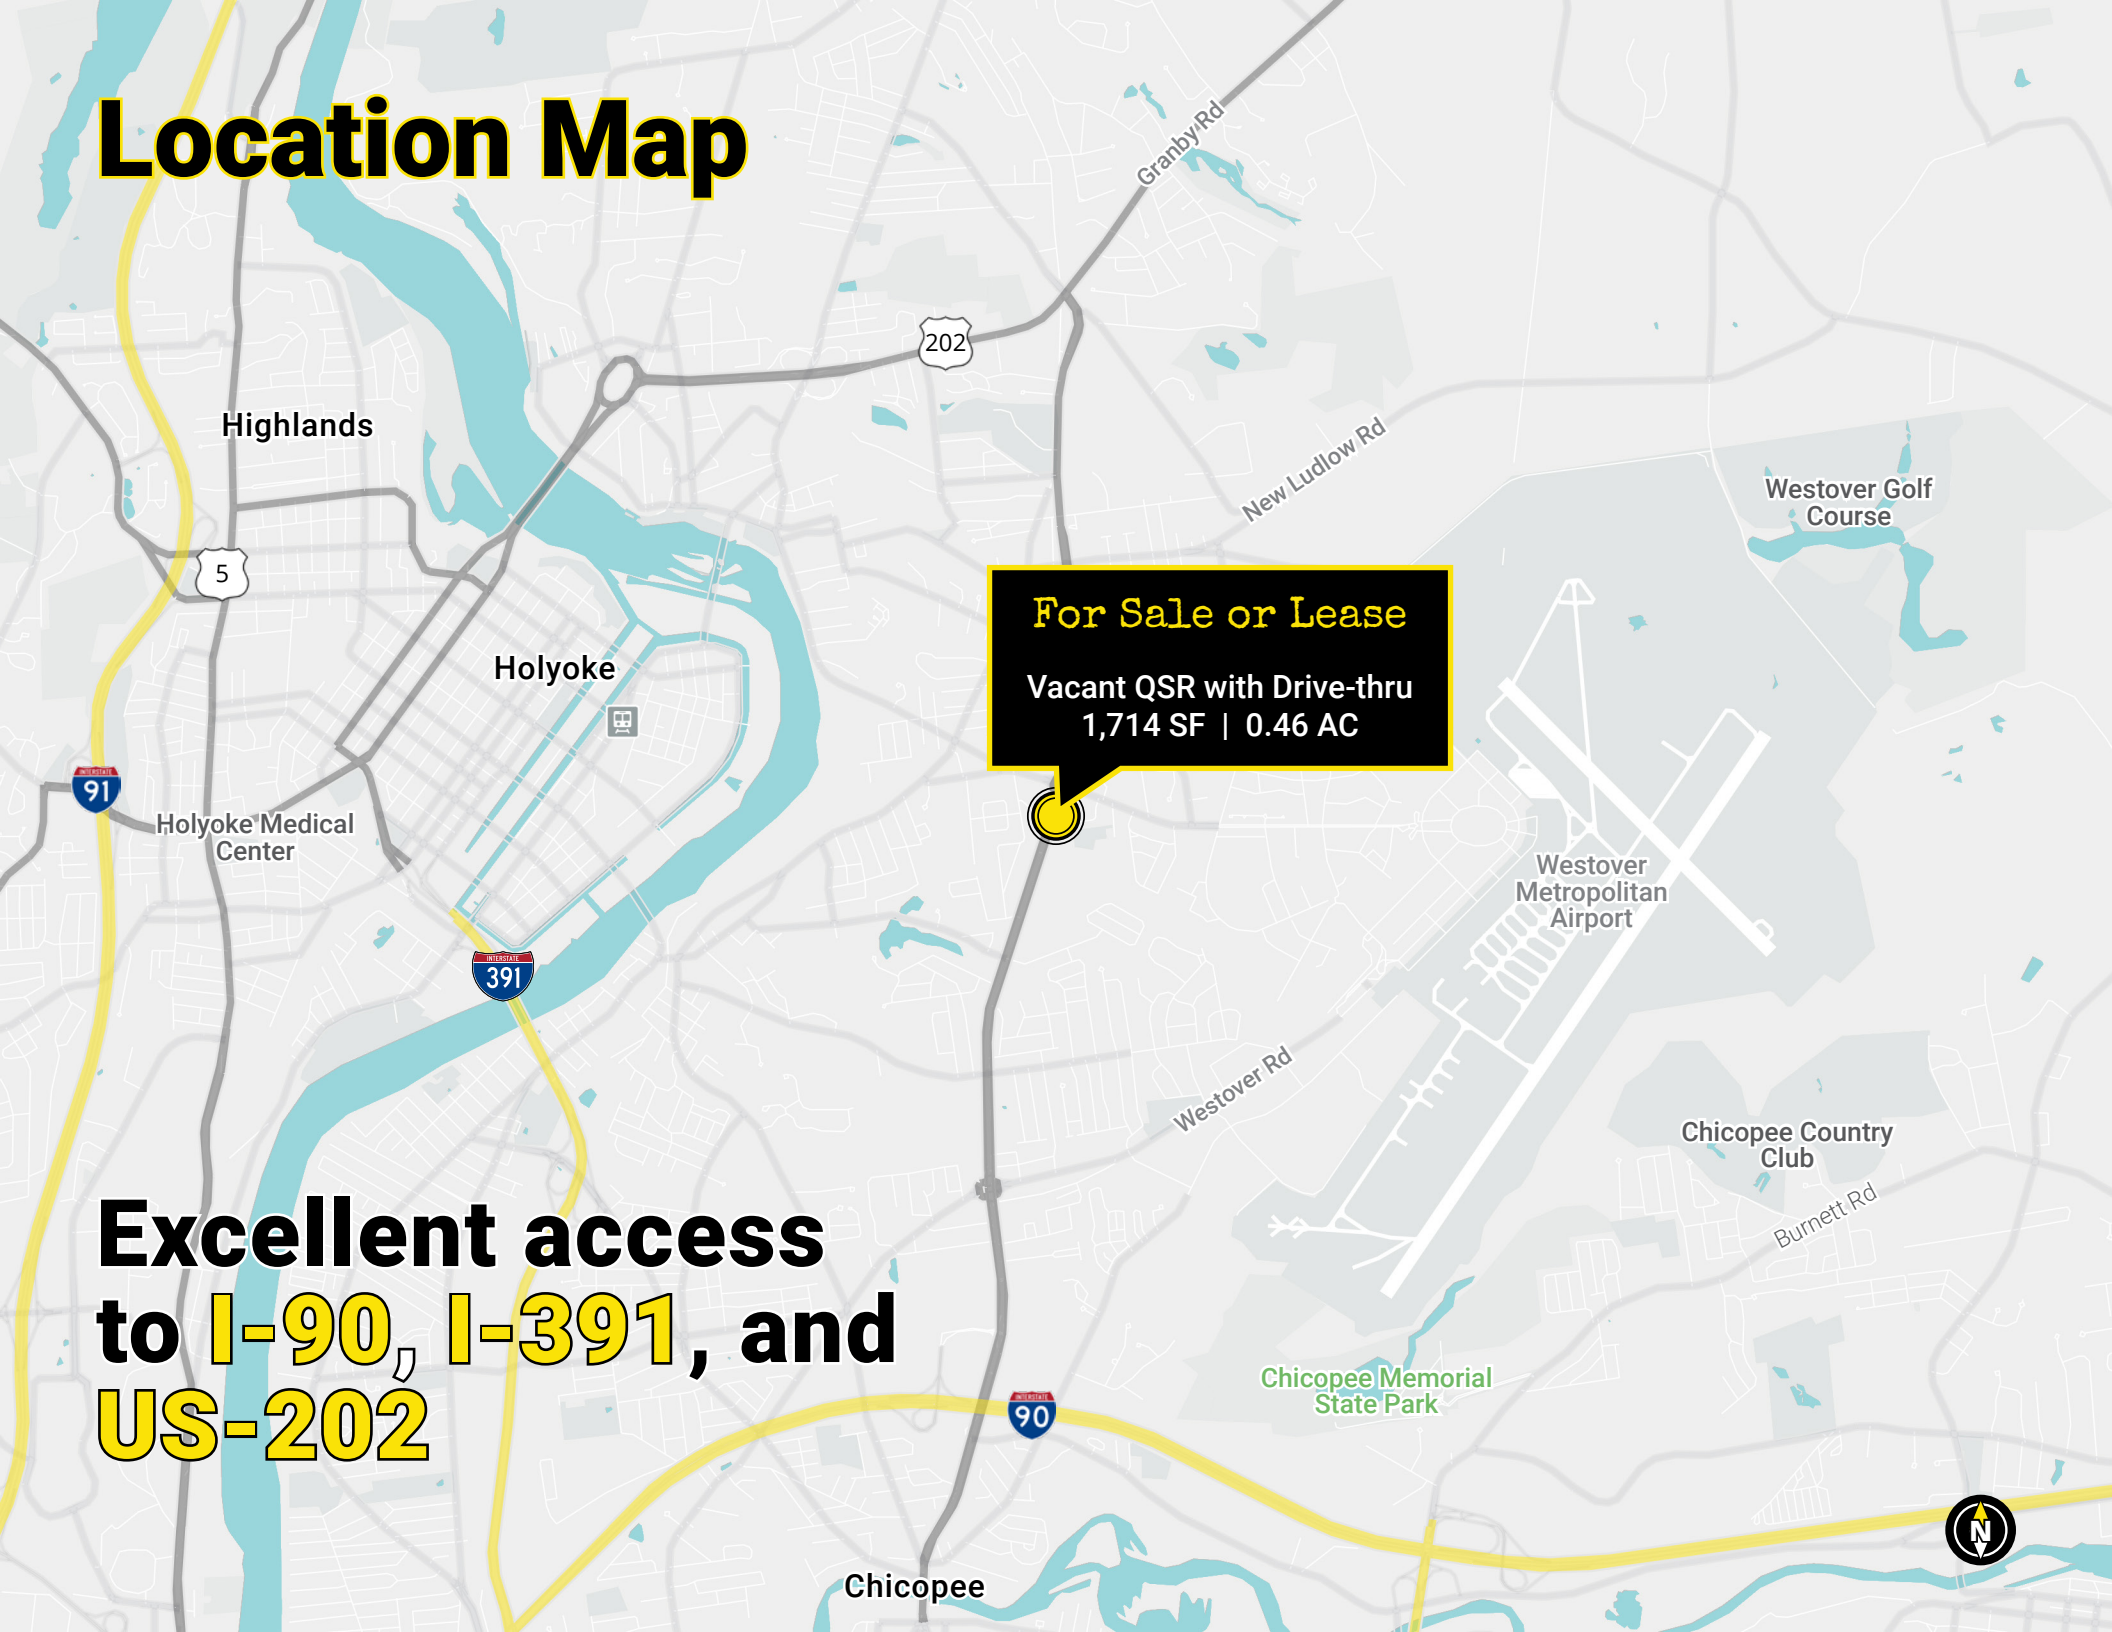 Location Map
Granby Rd
202
Highlands
New Ludlow Rd
Westover Golf
Course
5
For Sale or Lease
Vacant QSR with Drive-thru
1,714 SF | 0.46 AC
Holyoke
INTERSTATE
91
Holyoke Medical
Center
Westover
Metropolitan
Airport
INTERSTATE
391
Westover Rd
Chicopee Country
Club
Burnett Rd
Excellent access
to I-90, I-391, and
US-202
Chicopee Memorial
State Park
INTERSTATE
90
N
Chicopee